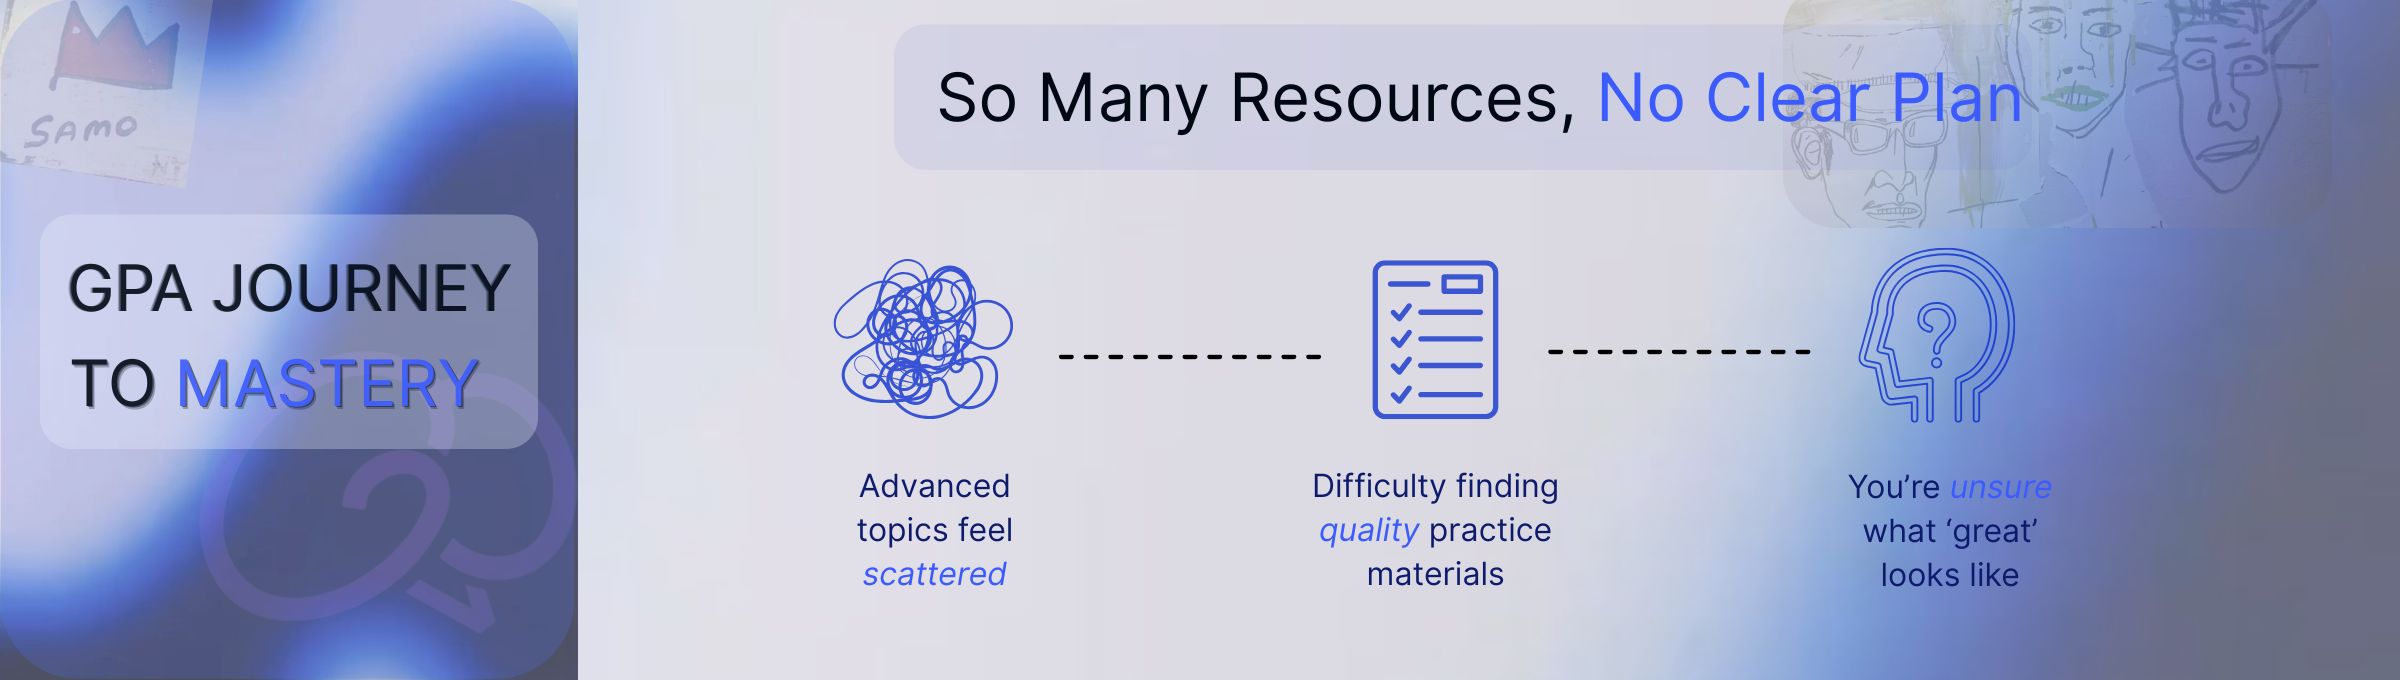 SAMO
GPA JOURNEY
TO MASTERY
So Many Resources, No Clear Plan
Advanced
topics feel
scattered
Difficulty finding
quality practice
materials
You’re unsure
what ‘great’
looks like